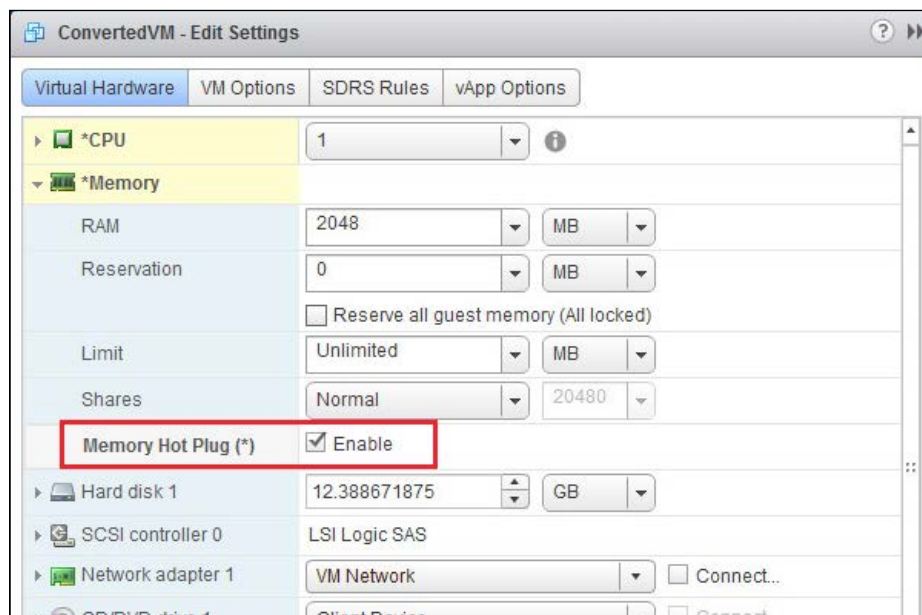 ConvertedVM - Edit Settings ?
Virtual Hardware VM Options SDRS Rules vApp Options
*CPU 1
*Memory
RAM 2048 MB
Reservation 0 MB
Reserve all guest memory (All locked)
Limit Unlimited MB
Shares Normal 20480
Memory Hot Plug (*) Enable
Hard disk 1 12.388671875 GB
SCSI controller 0 LSI Logic SAS
Network adapter 1 VM Network Connect...